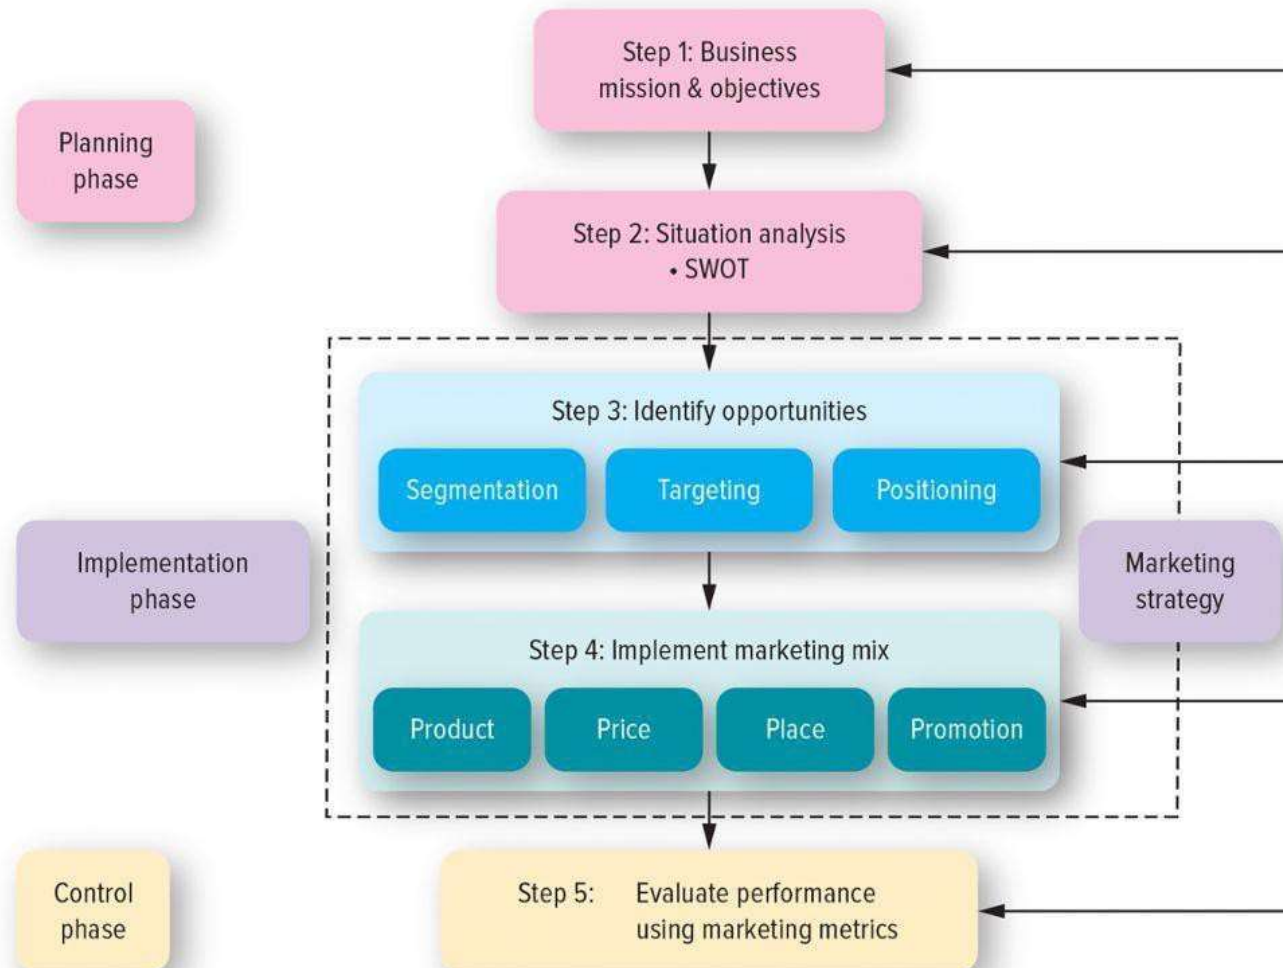 Step 1: Business
mission & objectives
Planning
phase
Step 2: Situation analysis
• SWOT
Step 3: Identify opportunities
Segmentation
Targeting
Positioning
Implementation
phase
Marketing
strategy
Step 4: Implement marketing mix
Product
Price
Place
Promotion
Control
phase
Step 5: Evaluate performance
using marketing metrics